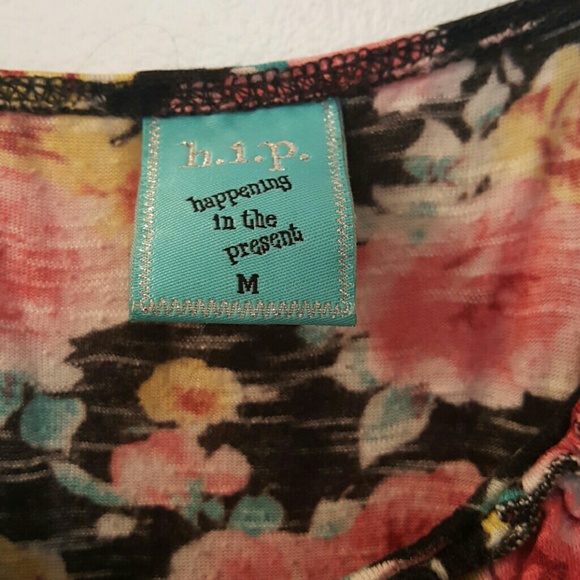 h.i.p.
happening
in the
present
M